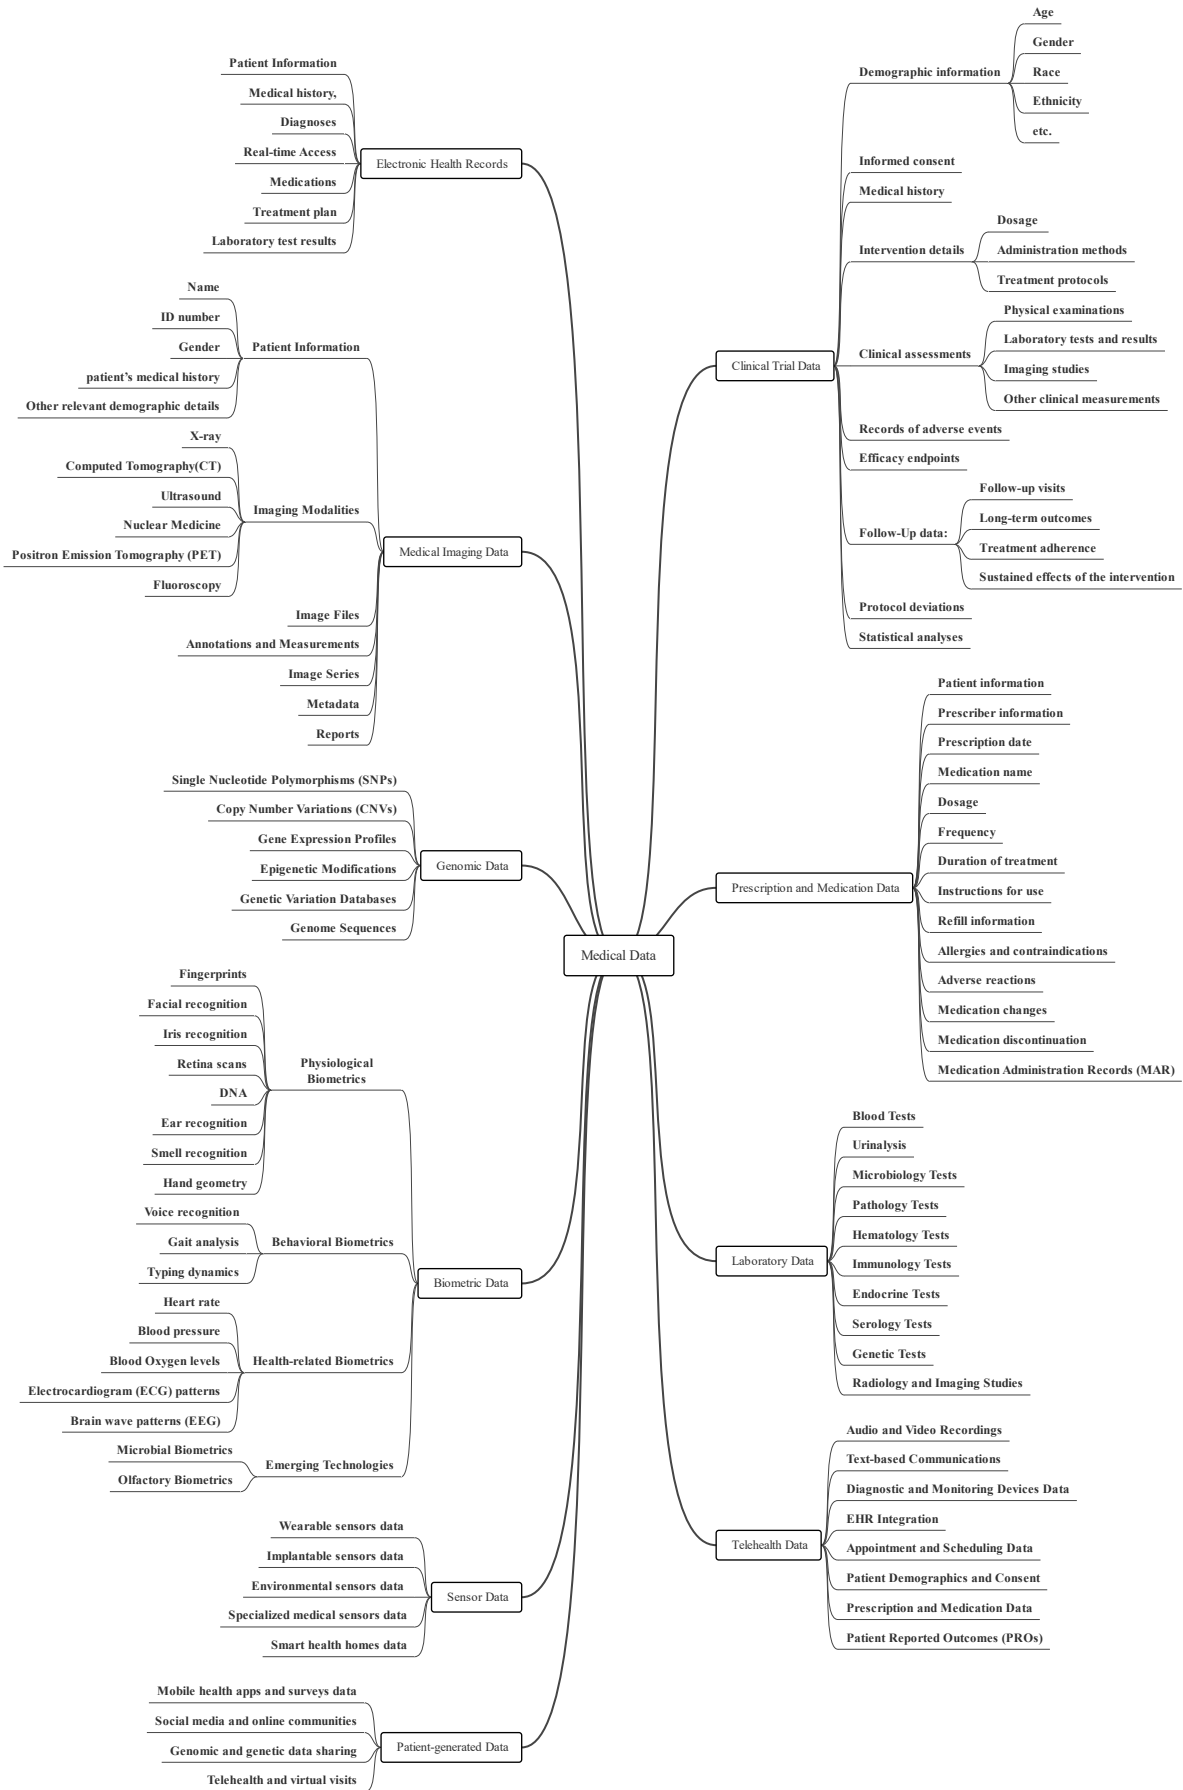 Patient Information
Medical history,
Diagnoses
Real-time Access
Medications
Treatment plan
Laboratory test results
Electronic Health Records
Name
ID number
Gender
patient's medical history
Other relevant demographic details
Patient Information
X-ray
Computed Tomography(CT)
Ultrasound
Nuclear Medicine
Positron Emission Tomography (PET)
Fluoroscopy
Imaging Modalities
Image Files
Annotations and Measurements
Image Series
Metadata
Reports
Medical Imaging Data
Single Nucleotide Polymorphisms (SNPs)
Copy Number Variations (CNVs)
Gene Expression Profiles
Epigenetic Modifications
Genetic Variation Databases
Genome Sequences
Genomic Data
Fingerprints
Facial recognition
Iris recognition
Retina scans
DNA
Ear recognition
Smell recognition
Hand geometry
Physiological
Biometrics
Voice recognition
Gait analysis
Typing dynamics
Behavioral Biometrics
Heart rate
Blood pressure
Blood Oxygen levels
Electrocardiogram (ECG) patterns
Brain wave patterns (EEG)
Health-related Biometrics
Microbial Biometrics
Olfactory Biometrics
Emerging Technologies
Biometric Data
Wearable sensors data
Implantable sensors data
Environmental sensors data
Specialized medical sensors data
Smart health homes data
Sensor Data
Mobile health apps and surveys data
Social media and online communities
Genomic and genetic data sharing
Telehealth and virtual visits
Patient-generated Data
Medical Data
Clinical Trial Data
Demographic information
Age
Gender
Race
Ethnicity
etc.
Informed consent
Medical history
Intervention details
Dosage
Administration methods
Treatment protocols
Clinical assessments
Physical examinations
Laboratory tests and results
Imaging studies
Other clinical measurements
Records of adverse events
Efficacy endpoints
Follow-Up data:
Follow-up visits
Long-term outcomes
Treatment adherence
Sustained effects of the intervention
Protocol deviations
Statistical analyses
Prescription and Medication Data
Patient information
Prescriber information
Prescription date
Medication name
Dosage
Frequency
Duration of treatment
Instructions for use
Refill information
Allergies and contraindications
Adverse reactions
Medication changes
Medication discontinuation
Medication Administration Records (MAR)
Laboratory Data
Blood Tests
Urinalysis
Microbiology Tests
Pathology Tests
Hematology Tests
Immunology Tests
Endocrine Tests
Serology Tests
Genetic Tests
Radiology and Imaging Studies
Telehealth Data
Audio and Video Recordings
Text-based Communications
Diagnostic and Monitoring Devices Data
EHR Integration
Appointment and Scheduling Data
Patient Demographics and Consent
Prescription and Medication Data
Patient Reported Outcomes (PROs)